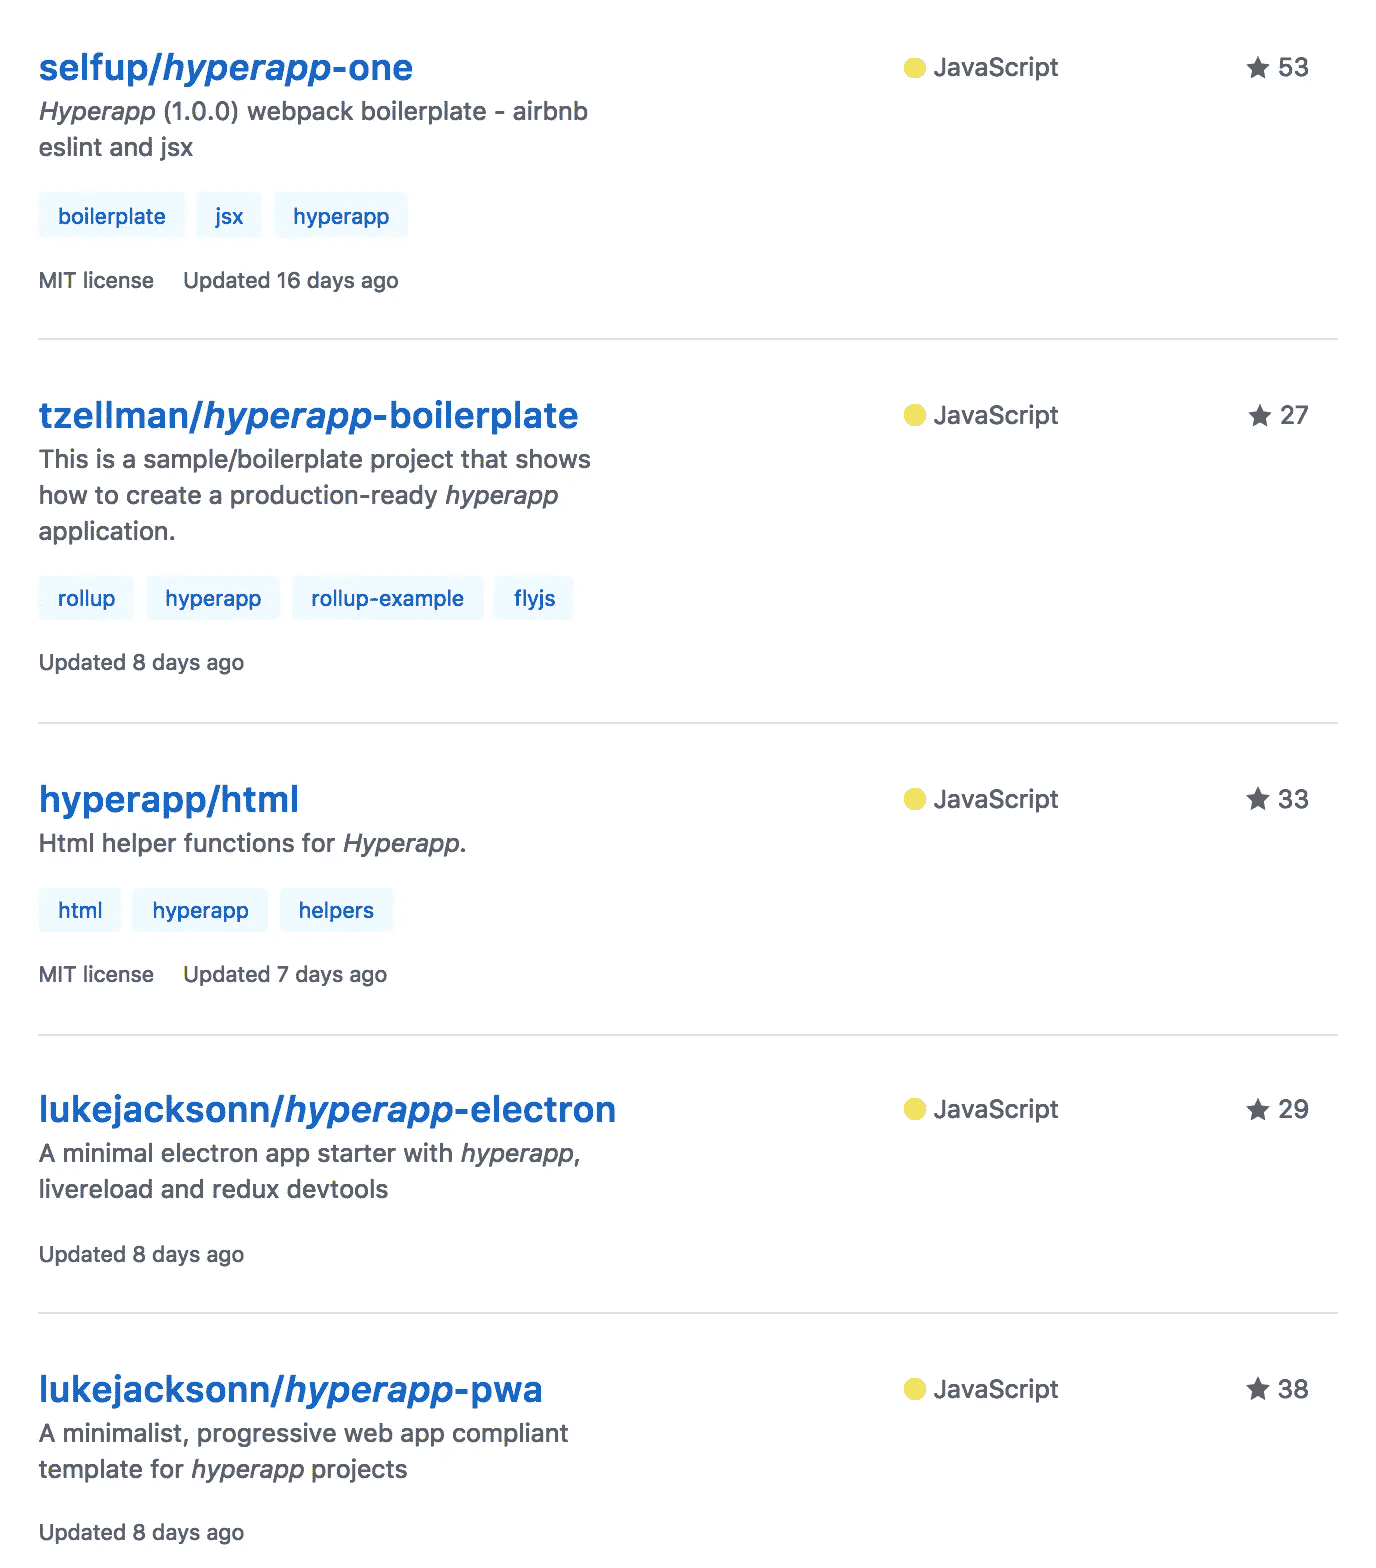 selfup/hyperapp-one
JavaScript
★ 53
Hyperapp (1.0.0) webpack boilerplate - airbnb
eslint and jsx
boilerplate jsx hyperapp
MIT license Updated 16 days ago
tzellman/hyperapp-boilerplate
JavaScript
★ 27
This is a sample/boilerplate project that shows
how to create a production-ready hyperapp
application.
rollup hyperapp rollup-example flyjs
Updated 8 days ago
hyperapp/html
JavaScript
★ 33
Html helper functions for Hyperapp.
html hyperapp helpers
MIT license Updated 7 days ago
lukejacksonn/hyperapp-electron
JavaScript
★ 29
A minimal electron app starter with hyperapp,
livereload and redux devtools
Updated 8 days ago
lukejacksonn/hyperapp-pwa
JavaScript
★ 38
A minimalist, progressive web app compliant
template for hyperapp projects
Updated 8 days ago